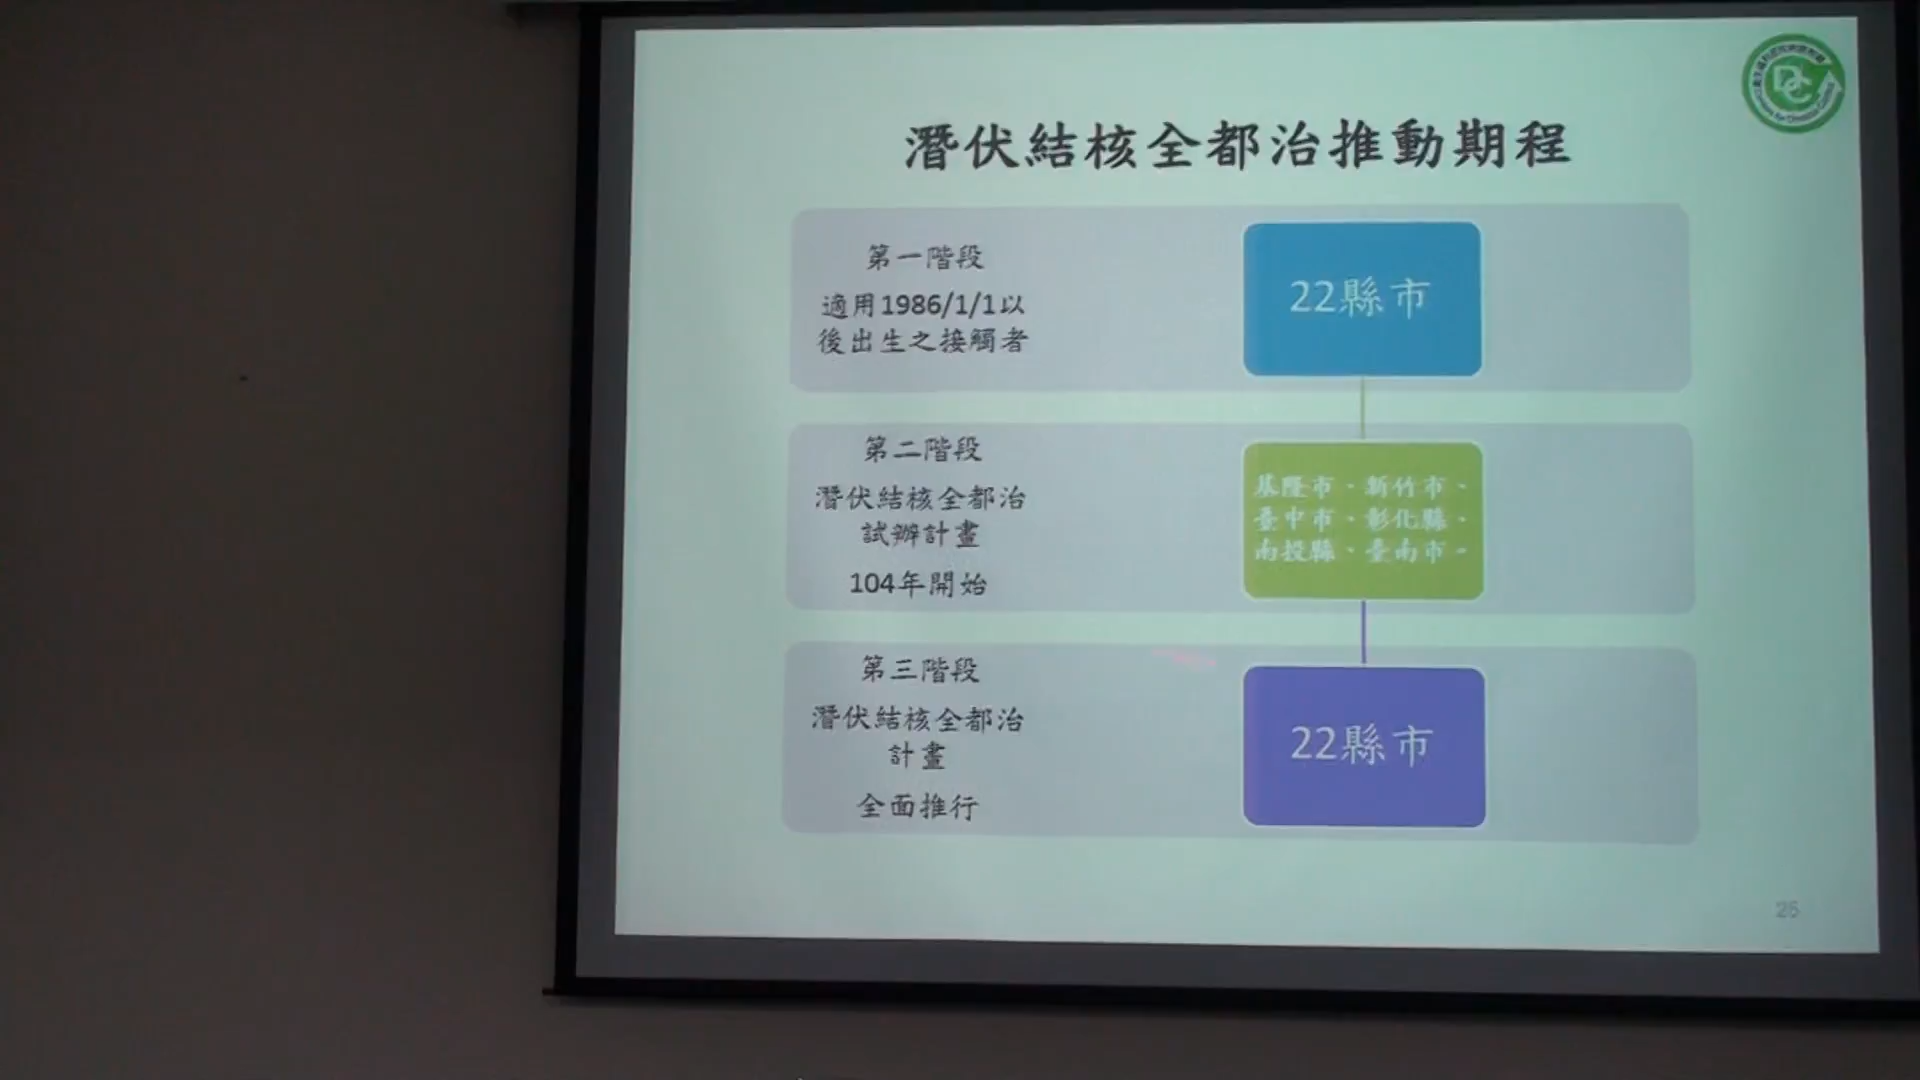 潛伏結核全都治推動期程
第一階段
適用1986/1/1以
後出生之接觸者
22縣市
第二階段
潛伏結核全都治
試辦計畫
104年開始
基隆市、新竹市、
臺中市、彰化縣、
南投縣、臺南市。
第三階段
潛伏結核全都治
計畫
全面推行
22縣市